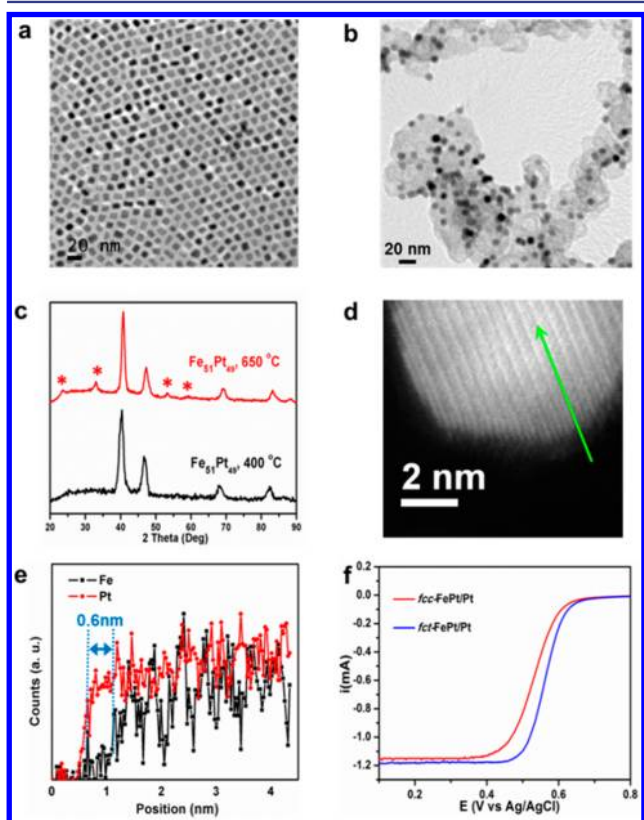 a
20 nm
b
20 nm
c
Fe51Pt49, 650 °C
* * * *
Fe51Pt49, 400 °C
20 30 40 50 60 70 80 90
2 Theta (Deg)
d
2 nm
e
Fe
Pt
0.6nm
Counts (a. u.)
0 1 2 3 4
Position (nm)
f
0.2
0.0
-0.2
-0.4
-0.6
-0.8
-1.0
-1.2
i(mA)
fcc-FePt/Pt
fct-FePt/Pt
0.2 0.4 0.6 0.8
E (V vs Ag/AgCl)